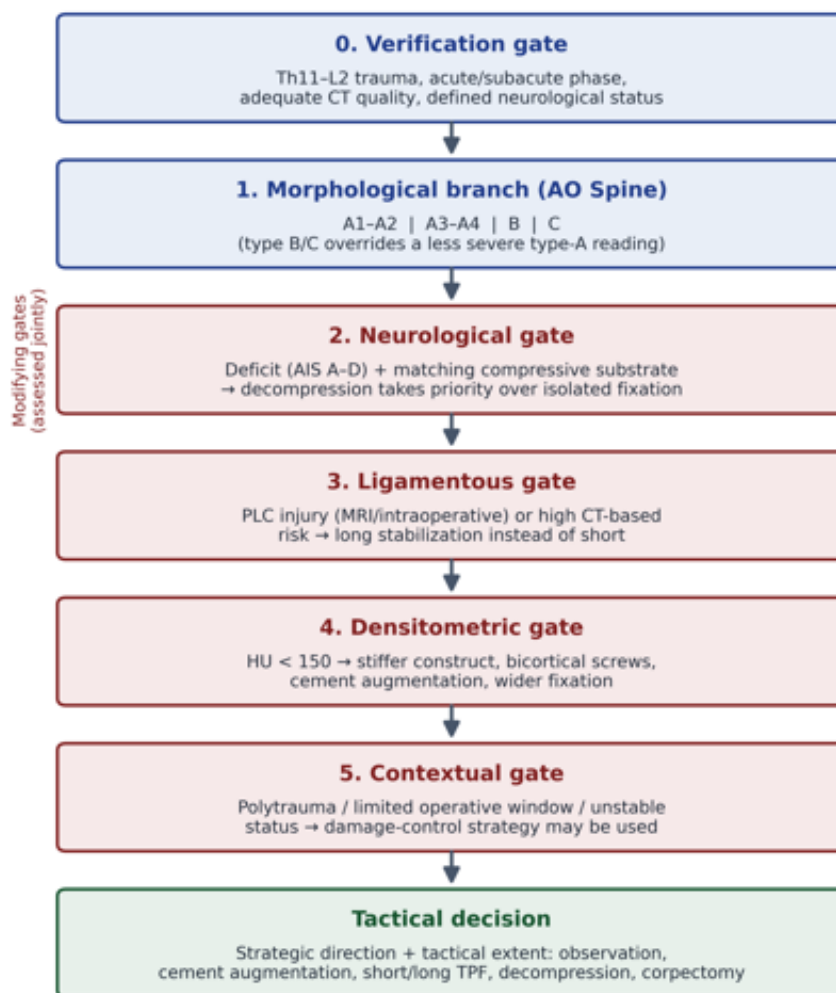 0. Verification gate
Th11–L2 trauma, acute/subacute phase,
adequate CT quality, defined neurological status
1. Morphological branch (AO Spine)
A1–A2 | A3–A4 | B | C
(type B/C overrides a less severe type-A reading)
Modifying gates
(assessed jointly)
2. Neurological gate
Deficit (AIS A–D) + matching compressive substrate
→ decompression takes priority over isolated fixation
3. Ligamentous gate
PLC injury (MRI/intraoperative) or high CT-based
risk → long stabilization instead of short
4. Densitometric gate
HU < 150 → stiffer construct, bicortical screws,
cement augmentation, wider fixation
5. Contextual gate
Polytrauma / limited operative window / unstable
status → damage-control strategy may be used
Tactical decision
Strategic direction + tactical extent: observation,
cement augmentation, short/long TPF, decompression, corpectomy